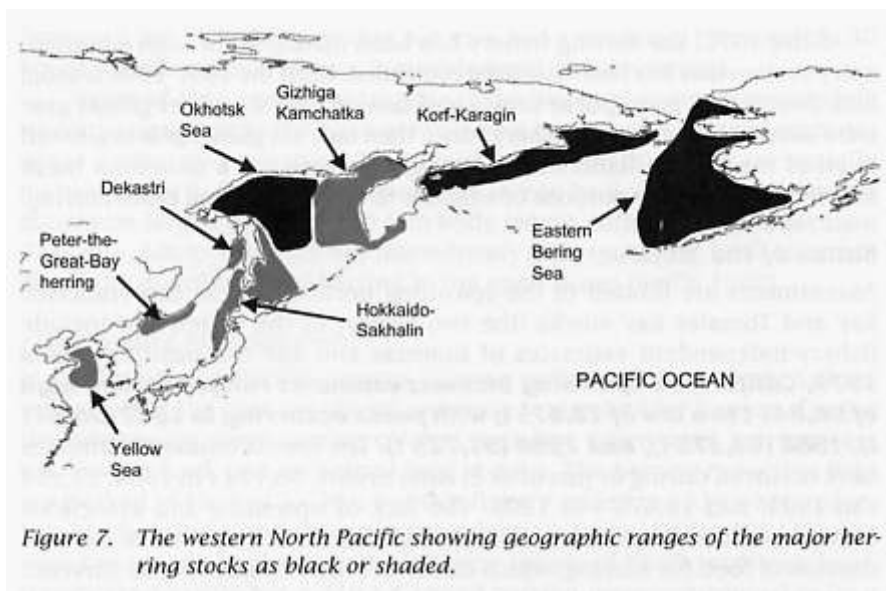 Okhotsk
Sea
Gizhiga
Kamchatka
Korf-Karagin
Dekastri
Peter-the-
Great-Bay
herring
Eastern
Bering
Sea
Hokkaldo-
Sakhalin
PACIFIC OCEAN
Yellow
Sea
Figure 7. The western North Pacific showing geographic ranges of the major her-
ring stocks as black or shaded.